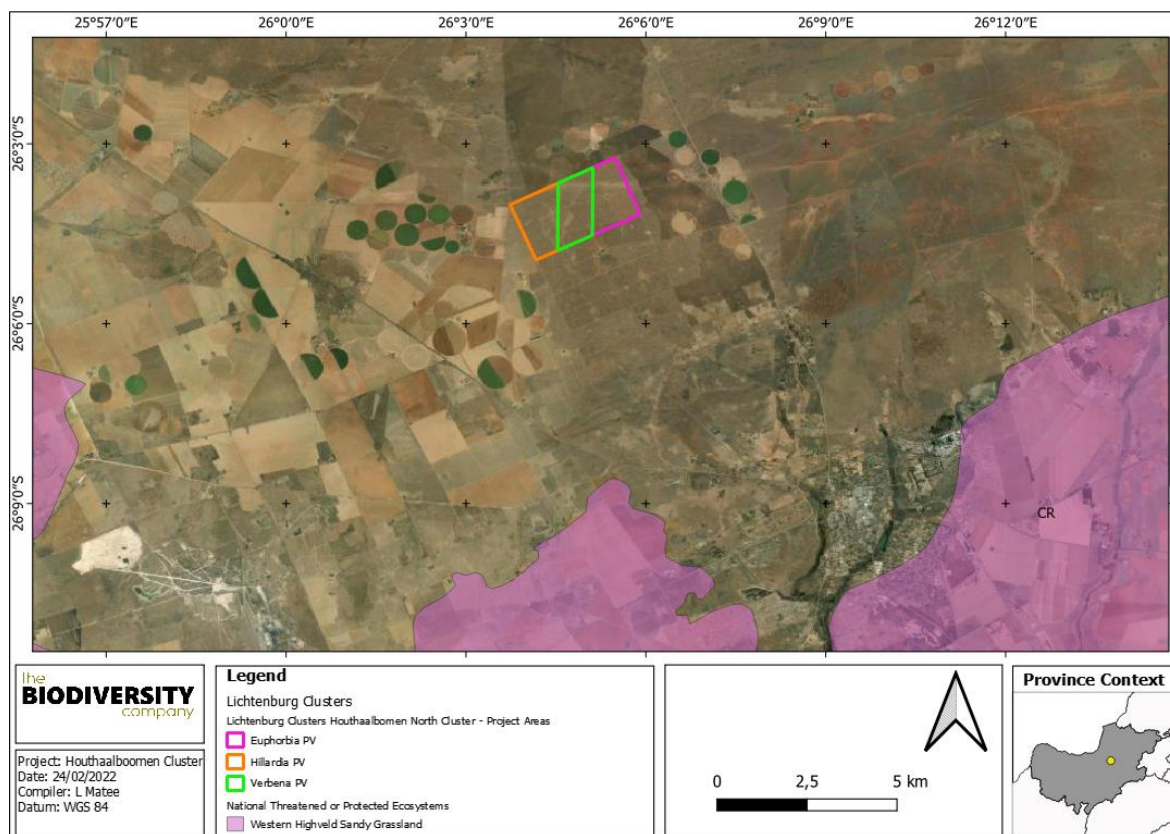 25°57'0"E 26°0'0"E 26°3'0"E 26°6'0"E 26°9'0"E 26°12'0"E
26°3'0"S
26°6'0"S
26°9'0"S
CR
the
BIODIVERSITY
company
Project: Houthaalboomen Cluster
Date: 24/02/2022
Compiler: L Matee
Datum: WGS 84
Legend
Lichtenburg Clusters
Lichtenburg Clusters Houthaalbomen North Cluster - Project Areas
Euphorbia PV
Hillardia PV
Verbena PV
National Threatened or Protected Ecosystems
Western Highveld Sandy Grassland
0 2,5 5 km
Province Context